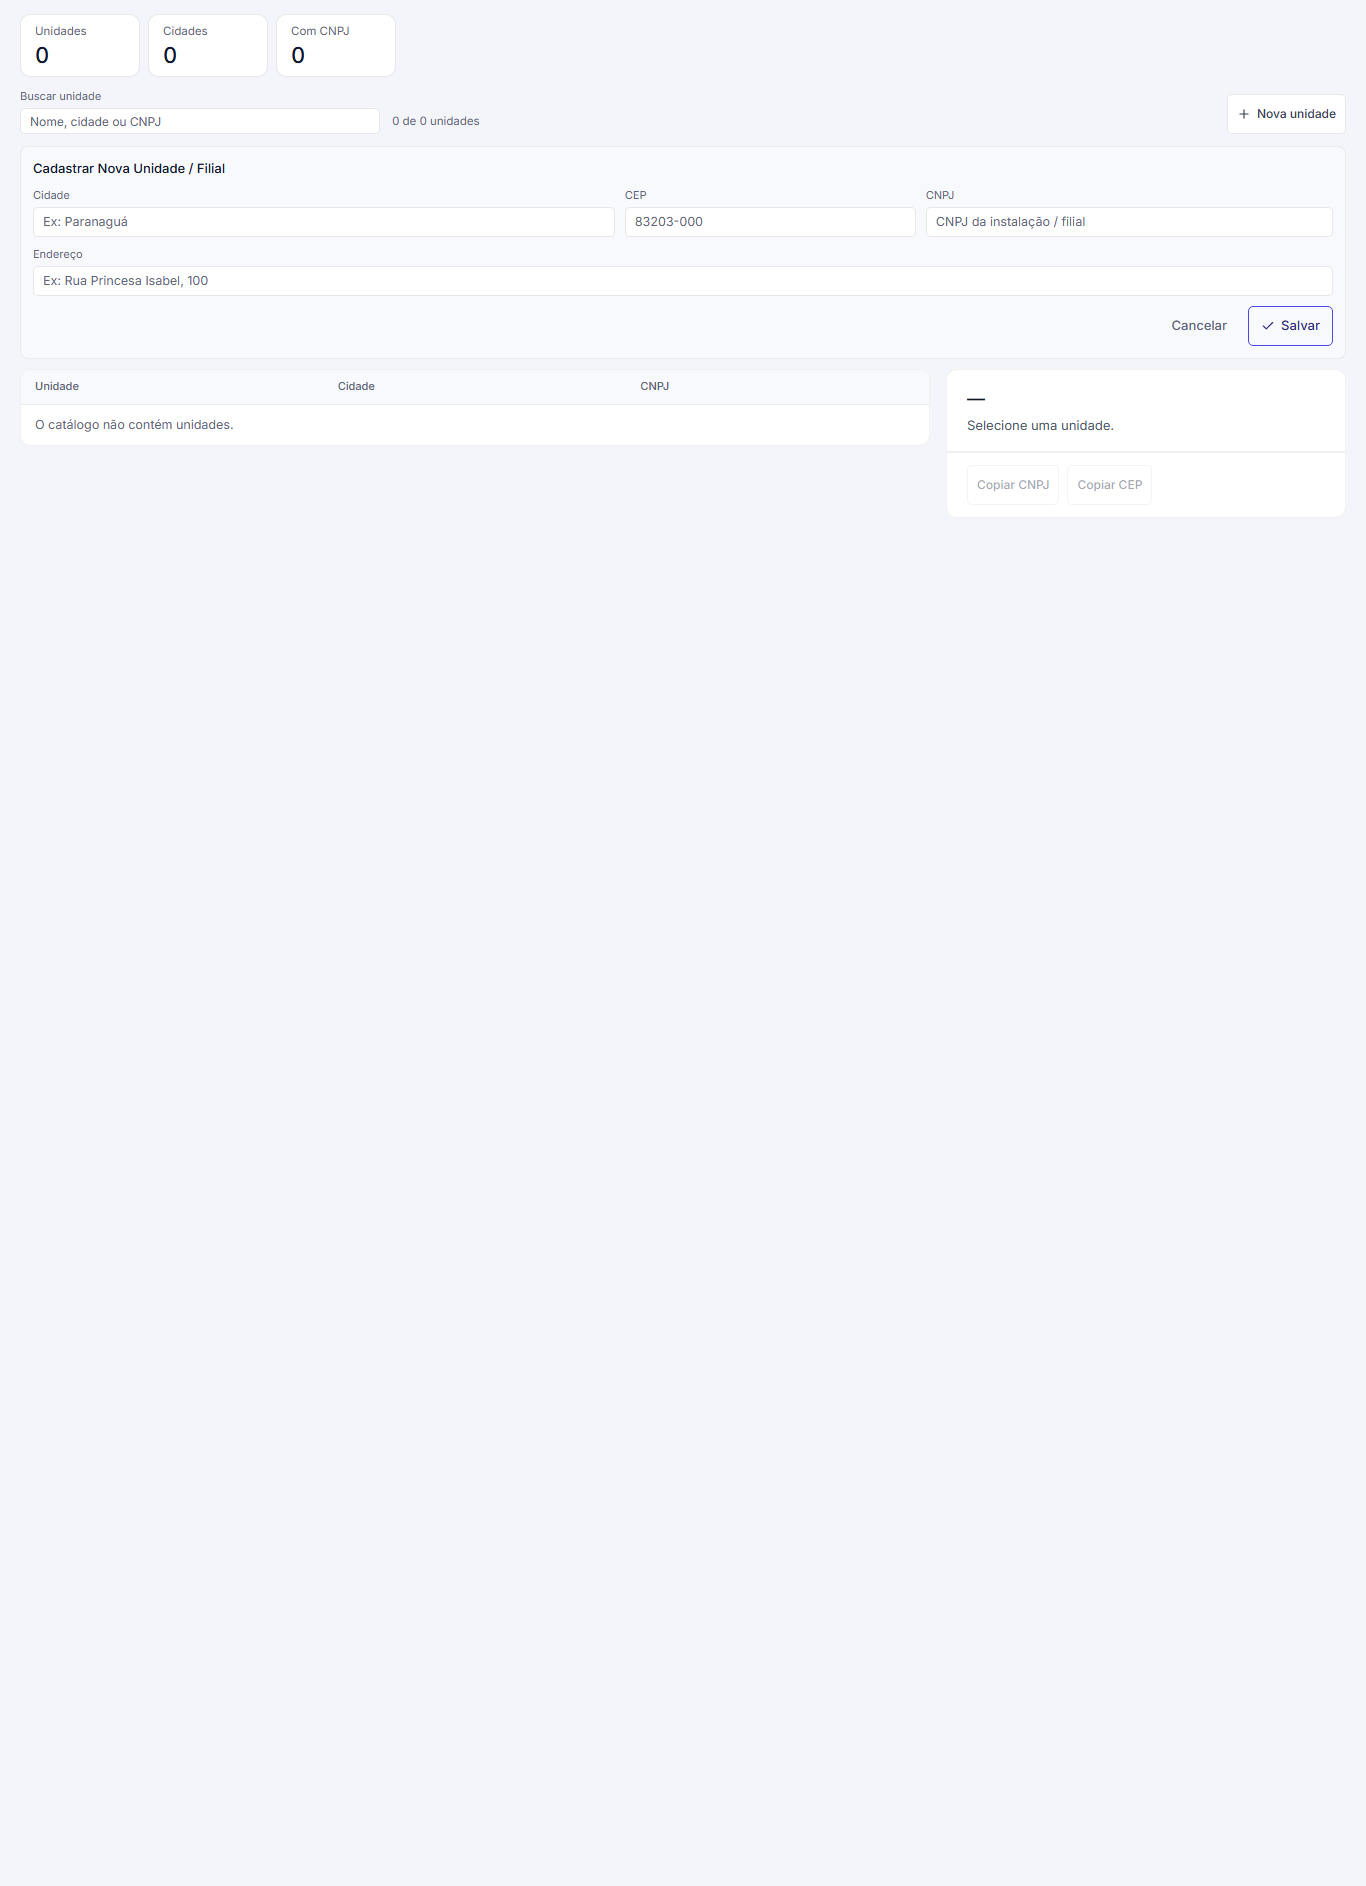 Unidades
0
Cidades
0
Com CNPJ
0
Buscar unidade
Nome, cidade ou CNPJ
0 de 0 unidades
Nova unidade
Cadastrar Nova Unidade / Filial
Cidade
Ex: Paranaguá
CEP
83203-000
CNPJ
CNPJ da instalação / filial
Endereço
Ex: Rua Princesa Isabel, 100
Cancelar
Salvar
Unidade Cidade CNPJ
O catálogo não contém unidades.
—
Selecione uma unidade.
Copiar CNPJ
Copiar CEP